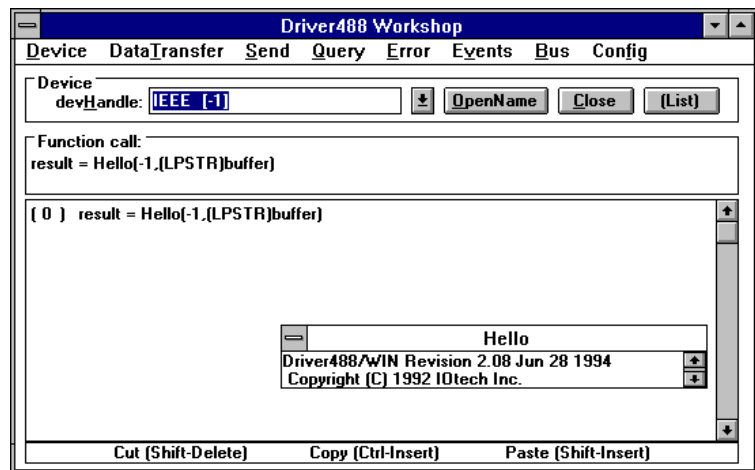 Driver488 Workshop
Device DataTransfer Send Query Error Events Bus Config
Device
devHandle: IEEE [-1] OpenName Close (List)
Function call:
result = Hello(-1,(LPSTR)buffer)
( 0 ) result = Hello(-1,(LPSTR)buffer)
Hello
Driver488/WIN Revision 2.08 Jun 28 1994
Copyright (C) 1992 IOtech Inc.
Cut (Shift-Delete) Copy (Ctrl-Insert) Paste (Shift-Insert)